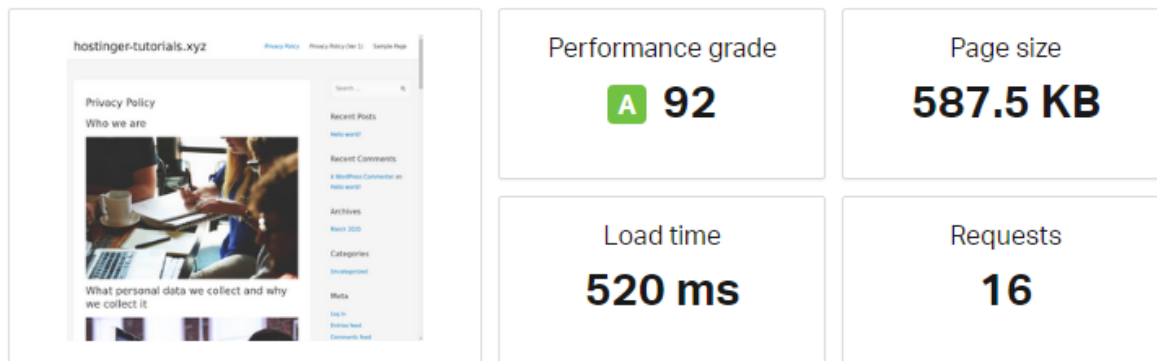 hostinger-tutorials.xyz
Privacy Policy Privacy Policy (Ver 1) Sample Page
Search ...
Privacy Policy
Who we are
Recent Posts
Hello world!
Recent Comments
A WordPress Commenter on
Hello world!
Archives
March 2020
Categories
Uncategorized
Meta
Log in
Entries feed
Comments feed
What personal data we collect and why
we collect it
Performance grade
A 92
Page size
587.5 KB
Load time
520 ms
Requests
16